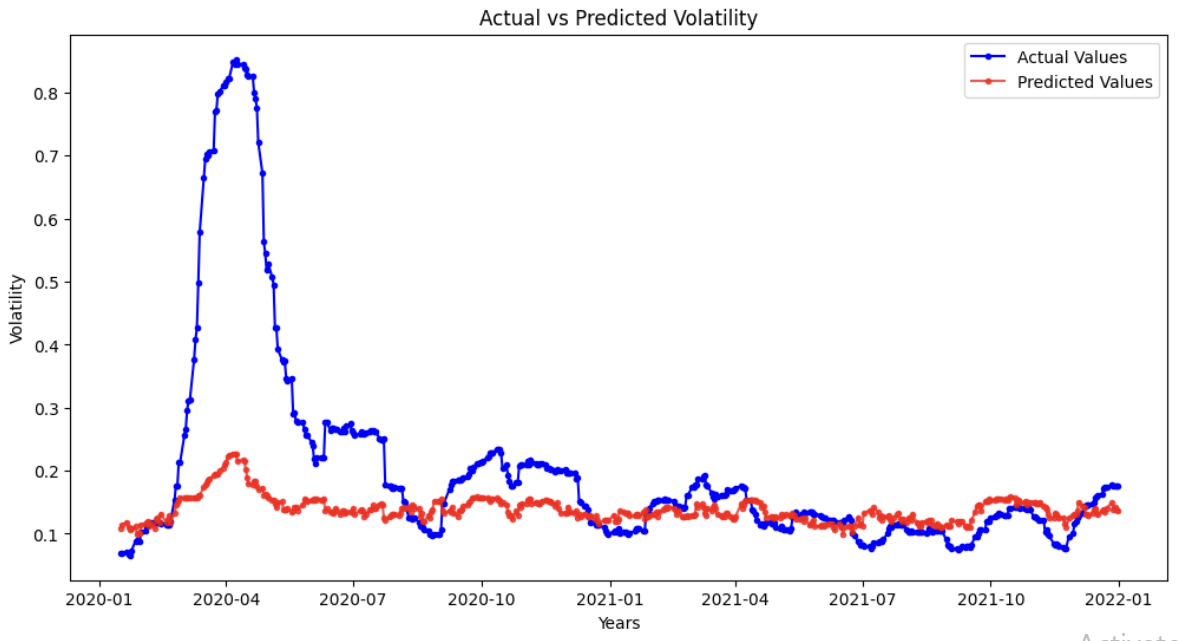 Actual vs Predicted Volatility
Actual Values
Predicted Values
Volatility
0.8
0.7
0.6
0.5
0.4
0.3
0.2
0.1
2020-01 2020-04 2020-07 2020-10 2021-01 2021-04 2021-07 2021-10 2022-01
Years